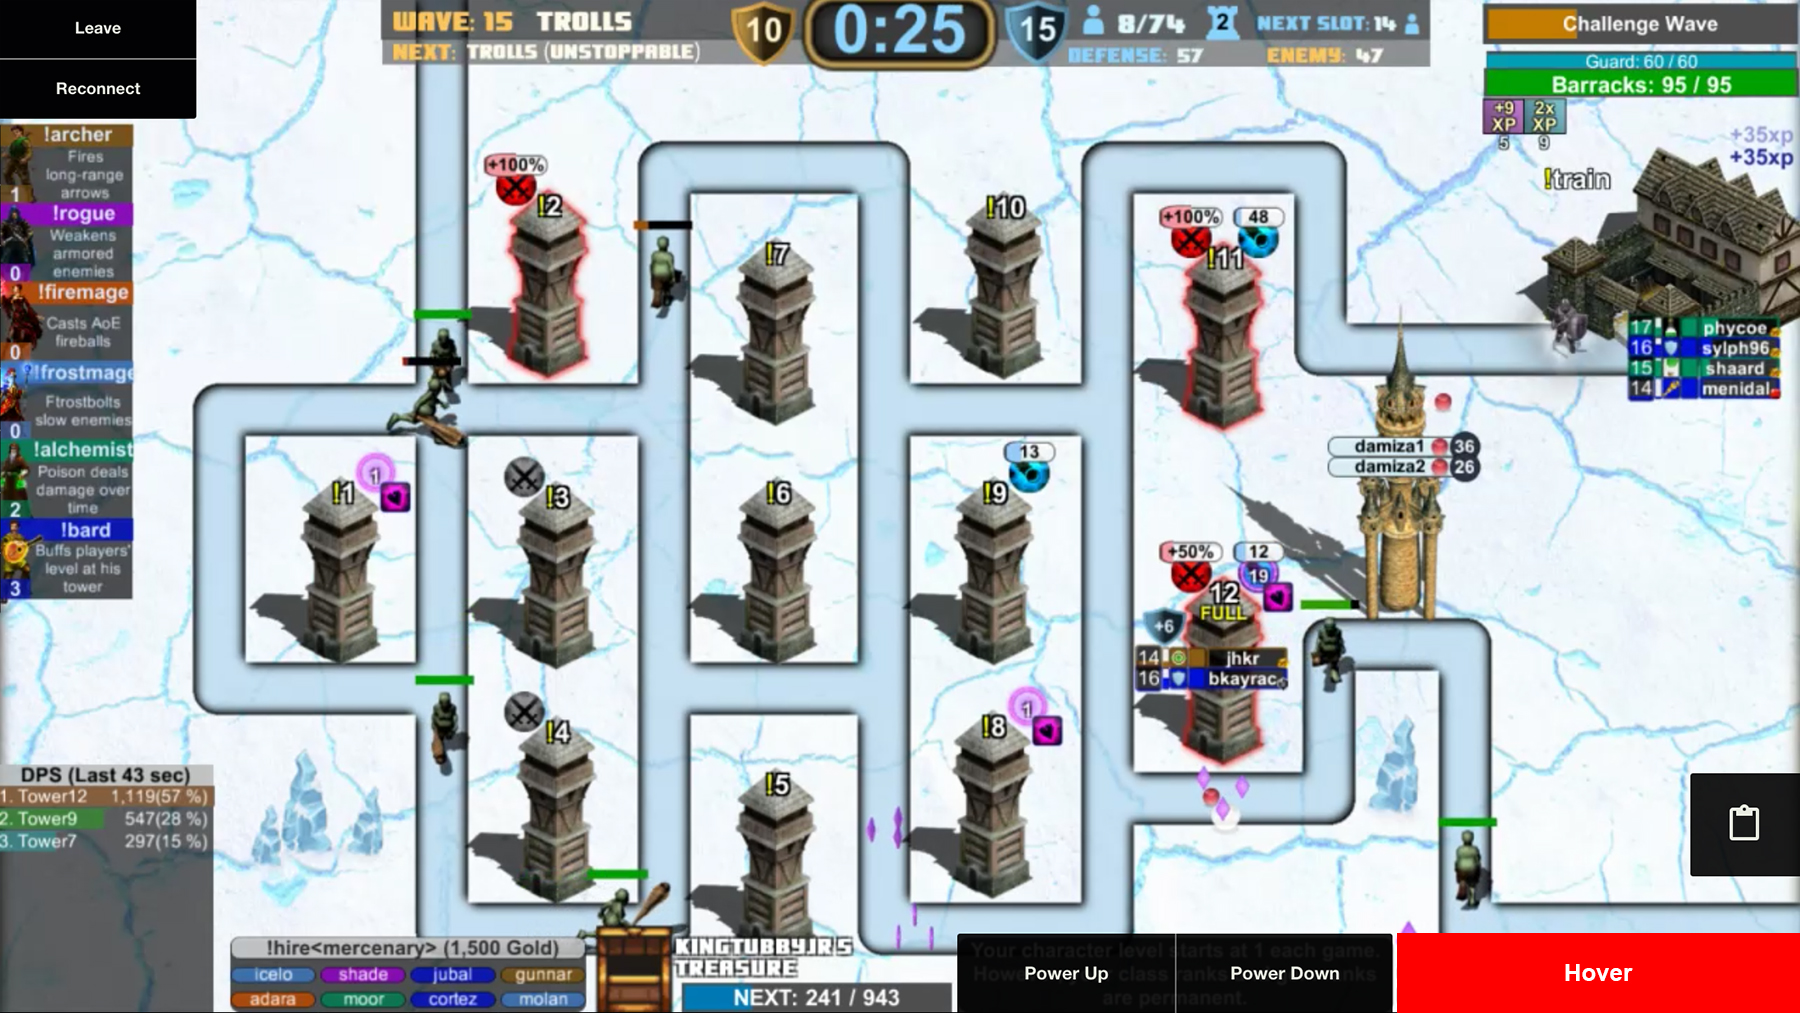 Leave
Reconnect
WAVE: 15 TROLLS
NEXT: TROLLS (UNSTOPPABLE)
10
0:25
15
8/74
2
NEXT SLOT: 14
DEFENSE: 57
ENEMY: 47
Challenge Wave
Guard: 60 / 60
Barracks: 95 / 95
+9 XP
5
2x XP
9
+35xp
+35xp
!train
17 phycoe
16 sylph96
15 shaard
14 menidal
!archer
Fires
long-range
arrows
1
!rogue
Weakens
armored
enemies
0
!firemage
Casts AoE
fireballs
0
!frostmage
Ftrostbolts
slow enemies
0
!alchemist
Poison deals
damage over
time
2
!bard
Buffs players'
level at his
tower
3
+100%
!2
!7
!10
+100% 48
!11
damiza1 36
damiza2 26
1
!1
!3
!6
13
!9
+50% 12
19
12
FULL
+6
14 jhkr
16 bkayrac
!4
!5
1
!8
DPS (Last 43 sec)
1. Tower12 1,119(57 %)
2. Tower9 547(28 %)
3. Tower7 297(15 %)
!hire<mercenary> (1,500 Gold)
icelo shade jubal gunnar
adara moor cortez molan
KINGTUBBYJR'S
TREASURE
NEXT: 241 / 943
Your character level starts at 1 each game.
Power Up
Power Down
are permanent.
Hover